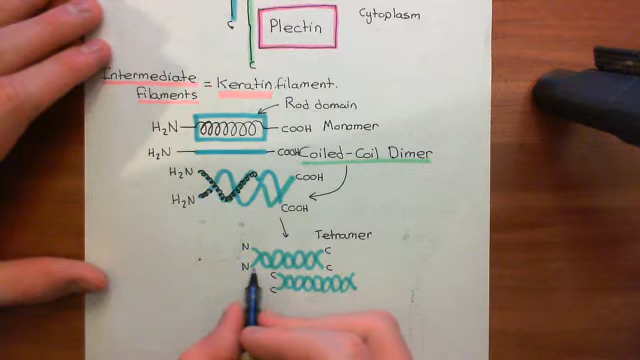 C
C
Plectin
Cytoplasm
Intermediate filaments = Keratin filament.
Rod domain
H₂N COOH Monomer
H₂N COOH Coiled-Coil Dimer
H₂N COOH
H₂N COOH
Tetramer
N C
N C
C
C